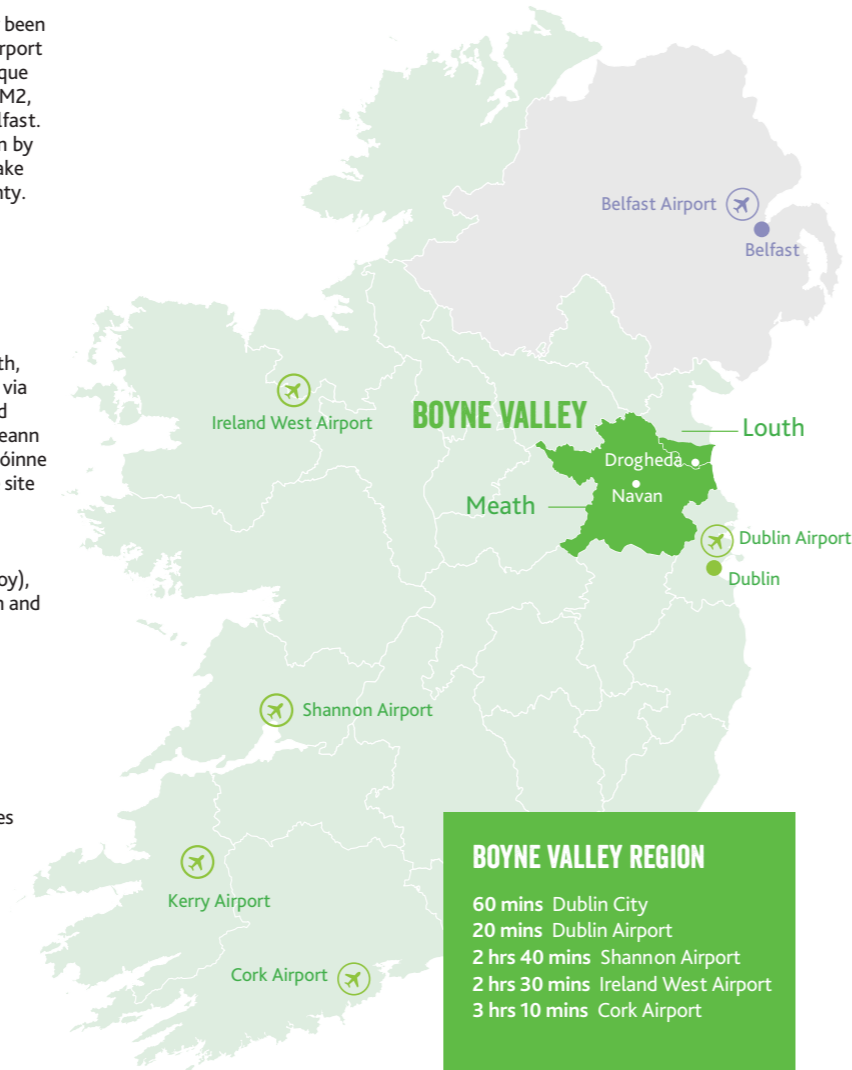 been
rport
que
M2,
lfast.
n by
ake
nty.
th,
via
d
eann
óinne
site
oy),
n and
es
Belfast Airport
Belfast
Ireland West Airport
BOYNE VALLEY
Louth
Drogheda
Navan
Meath
Dublin Airport
Dublin
Shannon Airport
Kerry Airport
Cork Airport
BOYNE VALLEY REGION
60 mins Dublin City
20 mins Dublin Airport
2 hrs 40 mins Shannon Airport
2 hrs 30 mins Ireland West Airport
3 hrs 10 mins Cork Airport